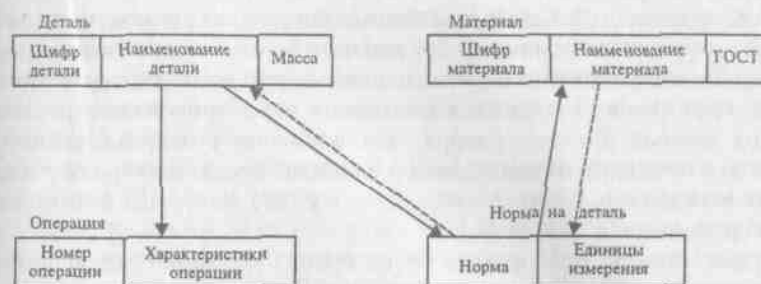 Деталь
Шифр детали
Наименование детали
Масса
Материал
Шифр материала
Наименование материала
ГОСТ
Операция
Номер операции
Характеристики операции
Норма на деталь
Норма
Единицы измерения